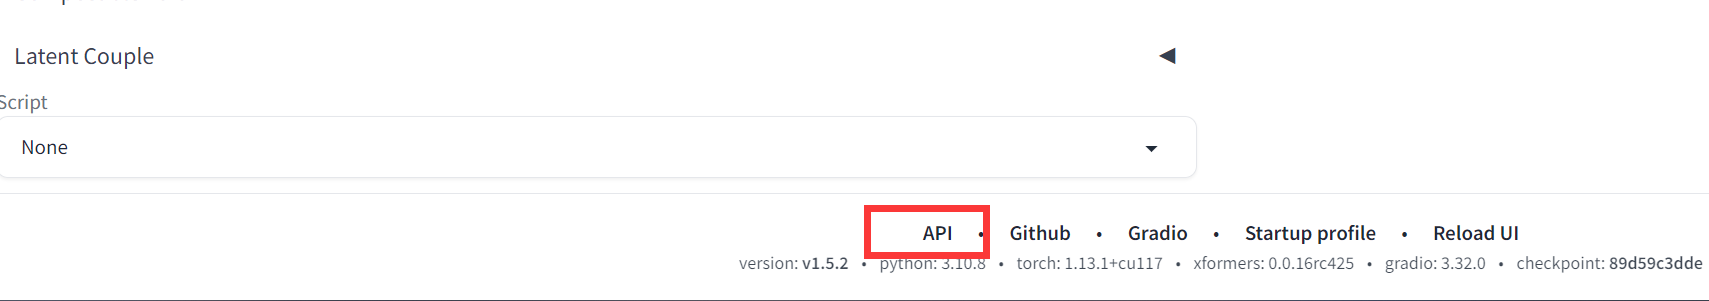 Latent Couple
Script
None
API • Github • Gradio • Startup profile • Reload UI
version: v1.5.2 • python: 3.10.8 • torch: 1.13.1+cu117 • xformers: 0.0.16rc425 • gradio: 3.32.0 • checkpoint: 89d59c3dde